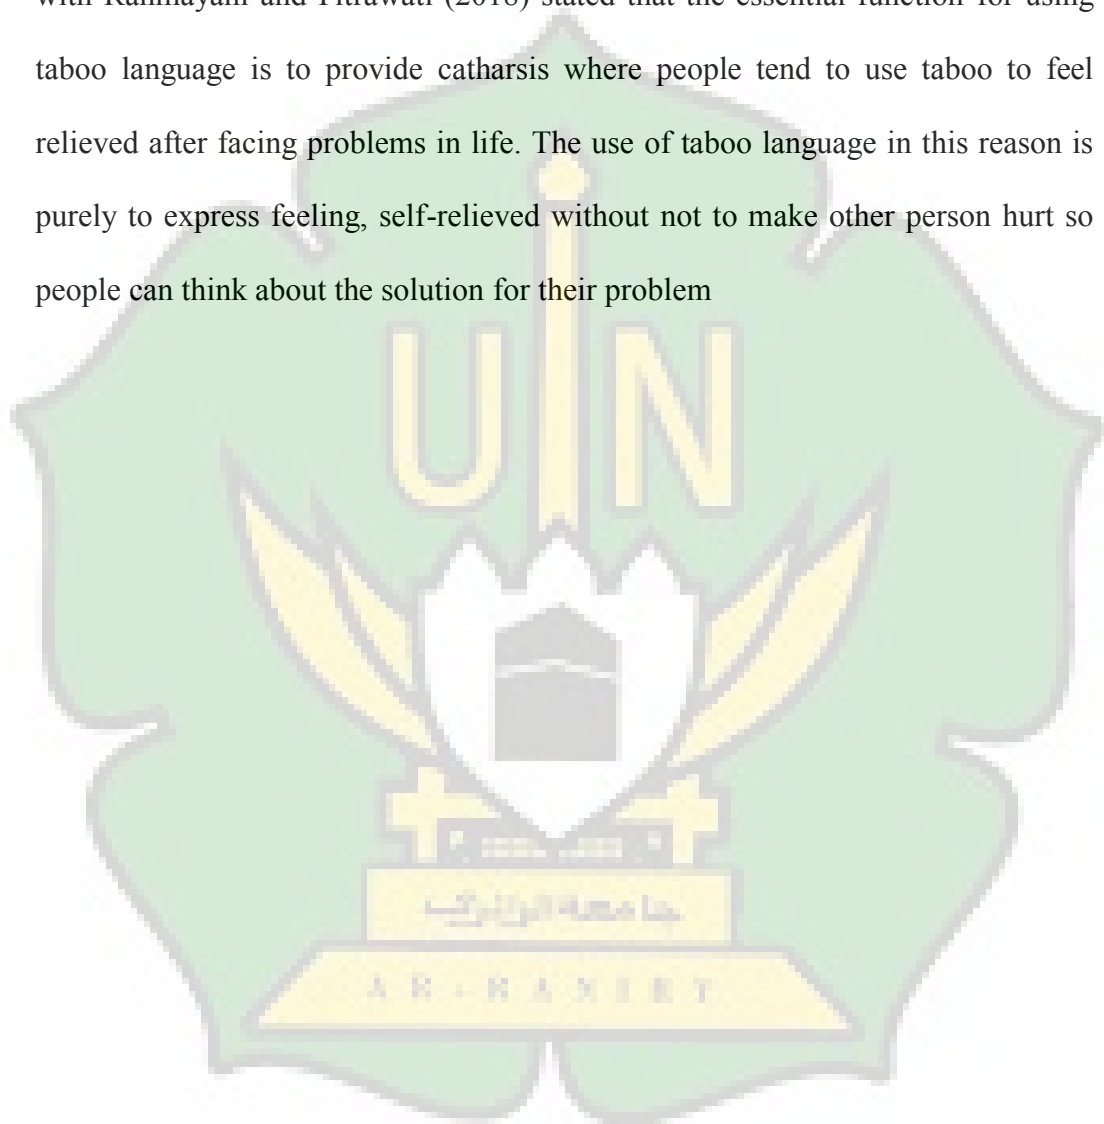 with and Fitrawati (2018) stated that the essential function for using
taboo language is to provide catharsis where people tend to use taboo to feel
relieved after facing problems in life. The use of taboo language in this reason is
purely to express feeling, self-relieved without not to make other person hurt so
people can think about the solution for their problem
UIN
جامعة الرانيري
AR-RANIRY